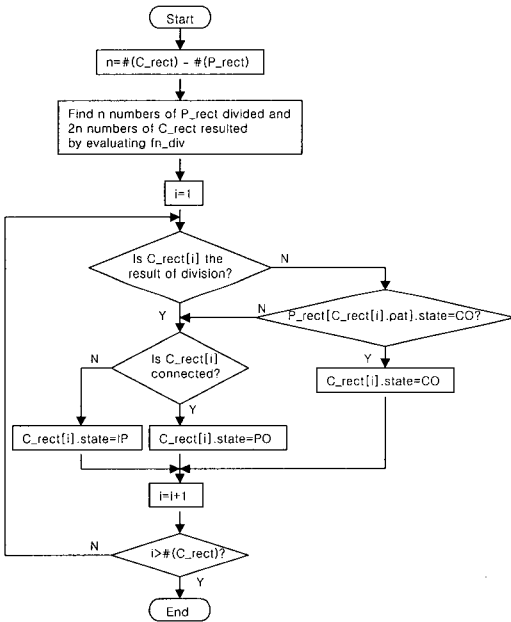 Start
n=#(C_rect) - #(P_rect)
Find n numbers of P_rect divided and
2n numbers of C_rect resulted
by evaluating fn_div
i=1
Is C_rect[i] the
result of division?
N
Y
N
P_rect[C_rect[i].pat].state=CO?
N
Is C_rect[i]
connected?
Y
C_rect[i].state=CO
Y
C_rect[i].state=IP
C_rect[i].state=PO
i=i+1
N
i>#(C_rect)?
Y
End